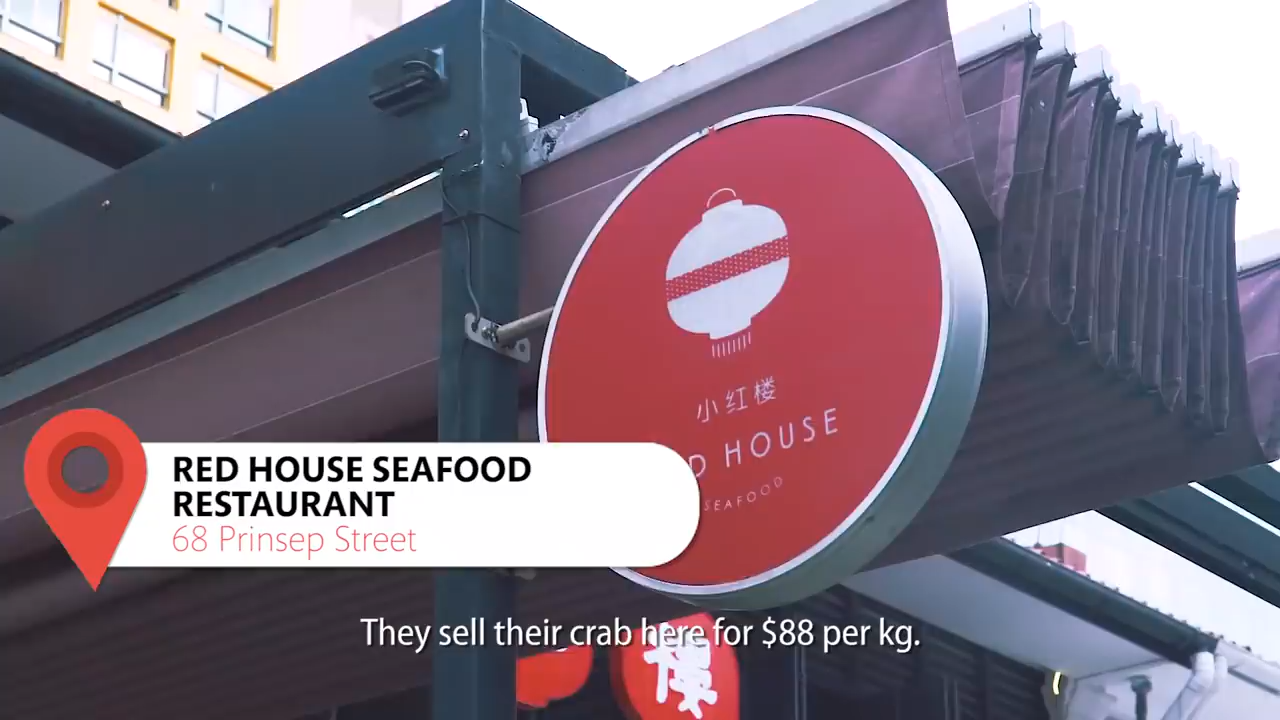 小红楼
D HOUSE
SEAFOOD
RED HOUSE SEAFOOD
RESTAURANT
68 Prinsep Street
They sell their crab here for $88 per kg.
樓